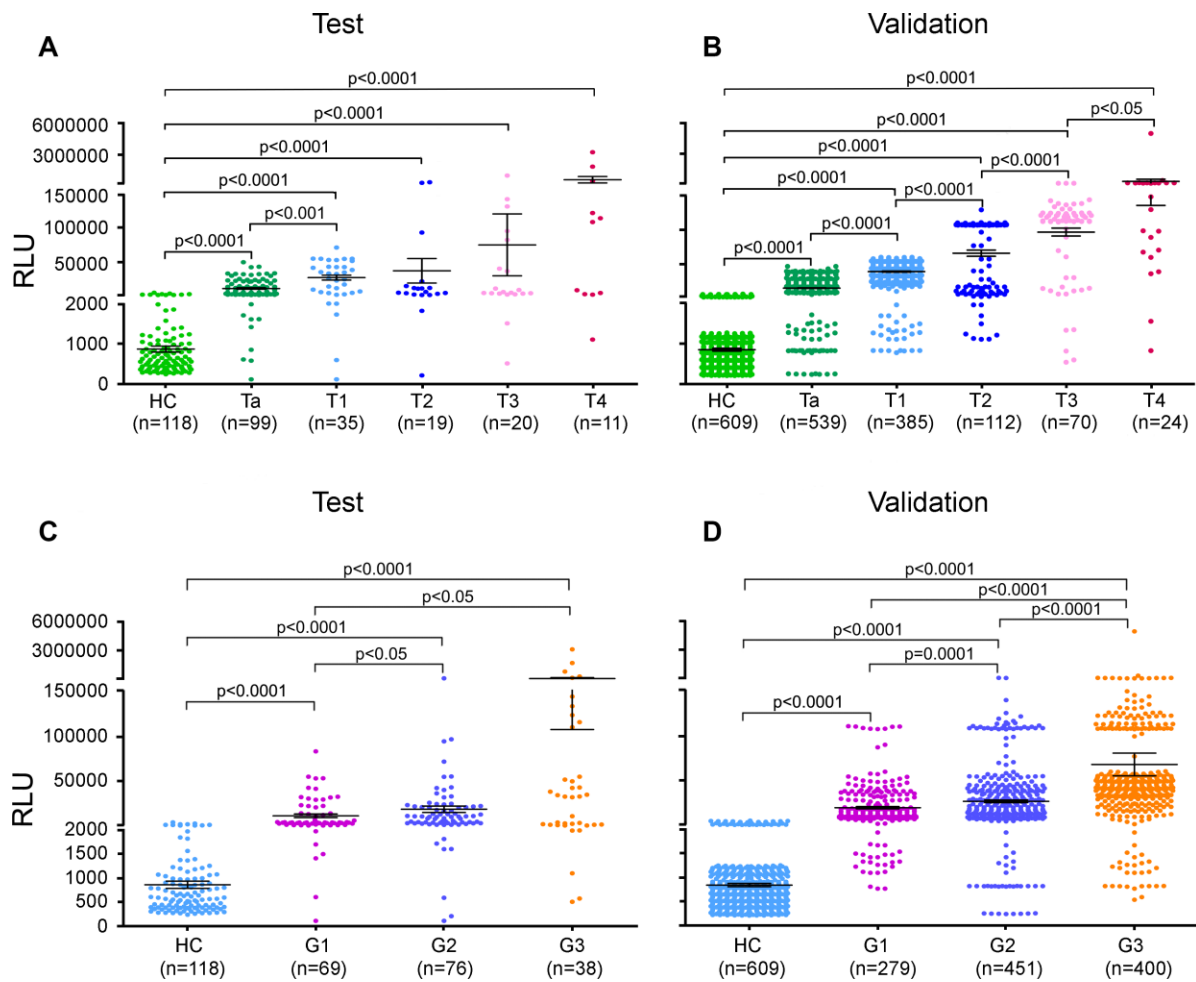 Test
A
p<0.0001
p<0.0001
p<0.0001
p<0.0001
p<0.001
p<0.0001
6000000
3000000
150000
100000
50000
2000
1000
0
RLU
HC Ta T1 T2 T3 T4
(n=118) (n=99) (n=35) (n=19) (n=20) (n=11)
Validation
B
p<0.0001
p<0.05
p<0.0001
p<0.0001
p<0.0001
p<0.0001
p<0.0001
p<0.0001
p<0.0001
HC Ta T1 T2 T3 T4
(n=609) (n=539) (n=385) (n=112) (n=70) (n=24)
Test
C
p<0.0001
p<0.05
p<0.0001
p<0.05
p<0.0001
6000000
3000000
150000
100000
50000
2000
1500
1000
500
0
RLU
HC G1 G2 G3
(n=118) (n=69) (n=76) (n=38)
Validation
D
p<0.0001
p<0.0001
p<0.0001
p<0.0001
p=0.0001
p<0.0001
HC G1 G2 G3
(n=609) (n=279) (n=451) (n=400)